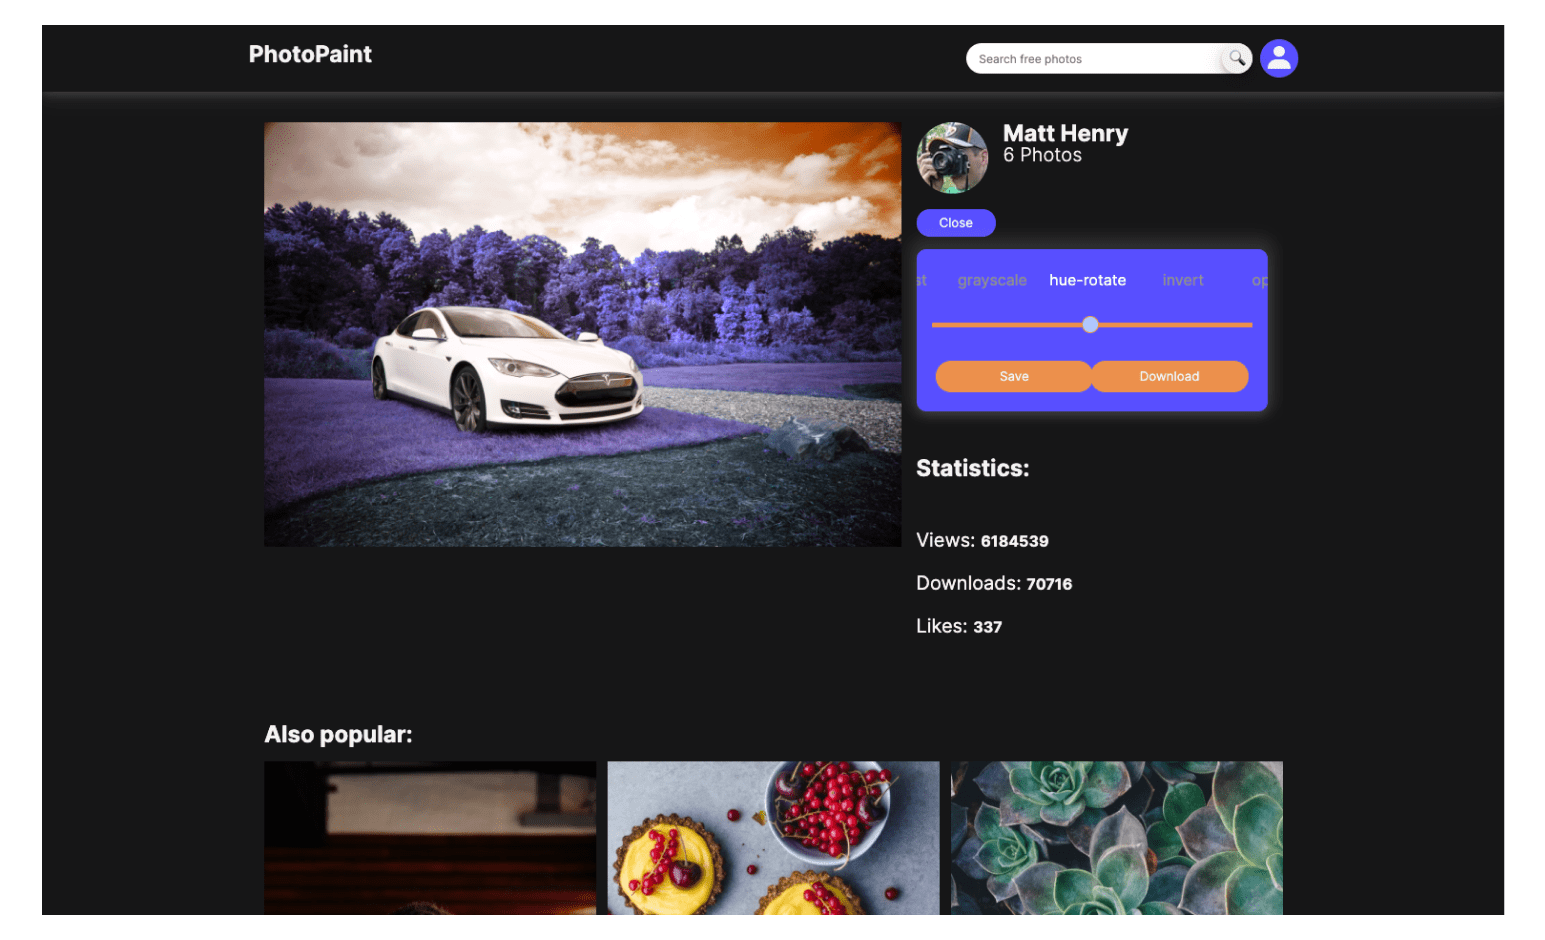 PhotoPaint
Search free photos
Matt Henry
6 Photos
Close
st grayscale hue-rotate invert op
Save Download
Statistics:
Views: 6184539
Downloads: 70716
Likes: 337
Also popular: